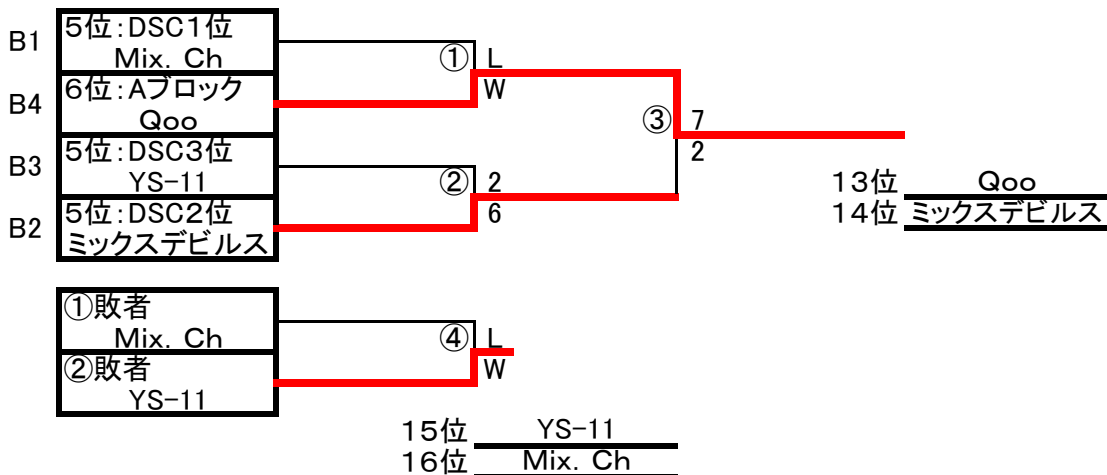 B1
5位:DSC1位
Mix. Ch
① L
W
B4
6位:Aブロック
Qoo
③ 7
2
B3
5位:DSC3位
YS-11
② 2
6
B2
5位:DSC2位
ミックスデビルス
13位 Qoo
14位 ミックスデビルス
①敗者
Mix. Ch
④ L
W
②敗者
YS-11
15位 YS-11
16位 Mix. Ch